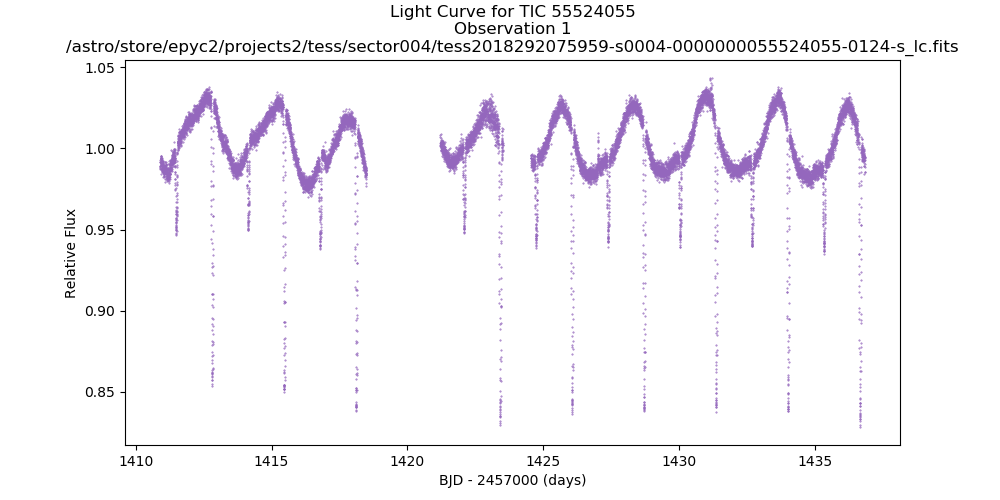 Light Curve for TIC 55524055
Observation 1
/astro/store/epyc2/projects2/tess/sector004/tess2018292075959-s0004-0000000055524055-0124-s_lc.fits
1.05
1.00
0.95
0.90
0.85
Relative Flux
1410 1415 1420 1425 1430 1435
BJD - 2457000 (days)